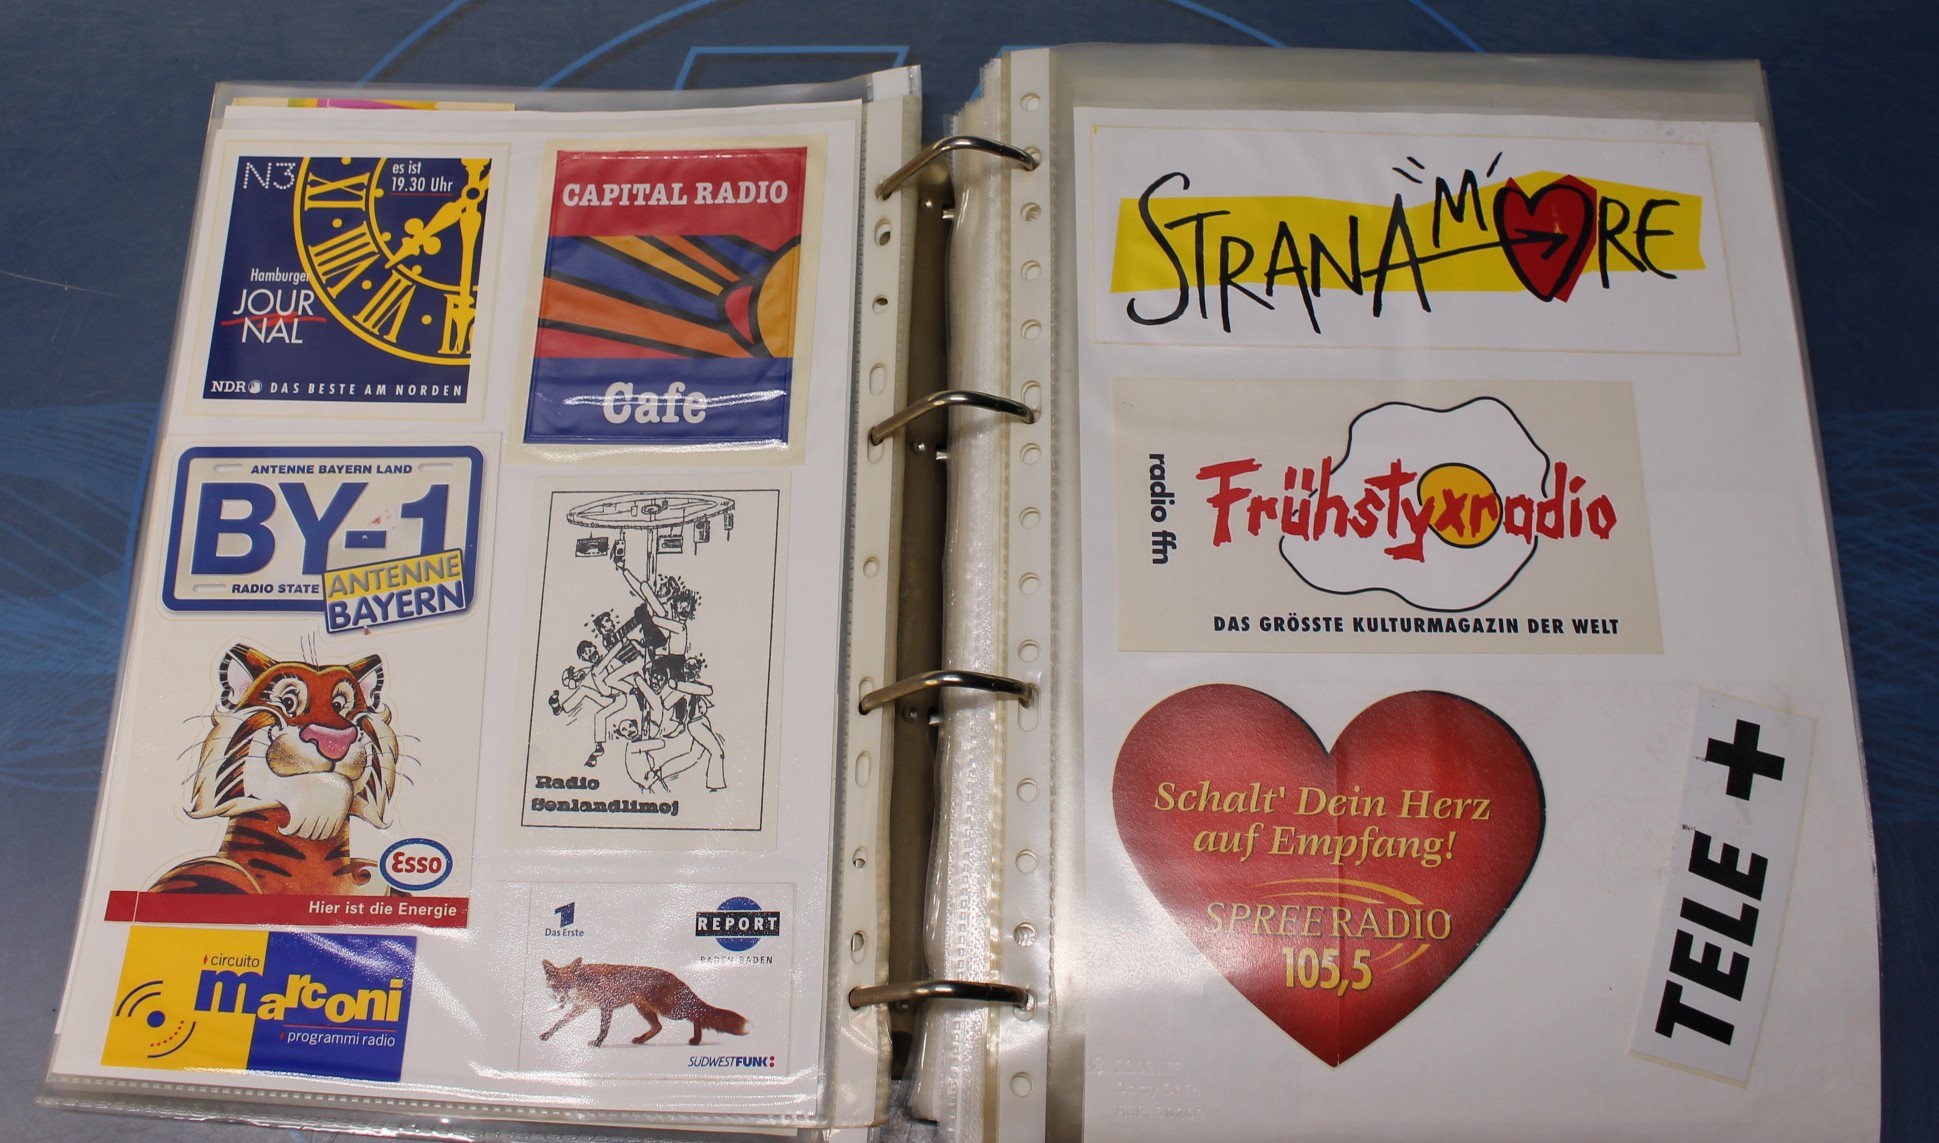 N3
es ist
19.30 Uhr
Hamburger
JOUR
NAL
NDR DAS BESTE AM NORDEN
CAPITAL RADIO
Cafe
ANTENNE BAYERN LAND
BY-1
RADIO STATE
ANTENNE
BAYERN
Radio
Sonlandlimoj
Esso
Hier ist die Energie
circuito
marconi
programmi radio
1
Das Erste
REPORT
BADEN-BADEN
SÜDWESTFUNK:
STRANAMORE
radio ffn
Frühstyxradio
DAS GRÖSSTE KULTURMAGAZIN DER WELT
Schalt' Dein Herz
auf Empfang!
SPREERADIO
105,5
TELE +